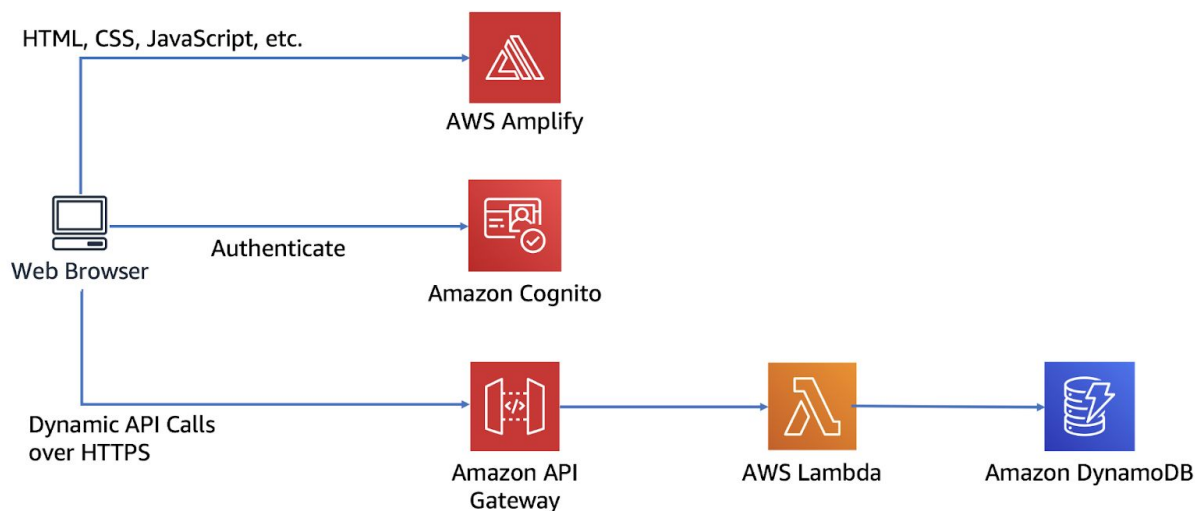 HTML, CSS, JavaScript, etc.
AWS Amplify
Authenticate
Web Browser
Amazon Cognito
Dynamic API Calls
over HTTPS
Amazon API
Gateway
AWS Lambda
Amazon DynamoDB